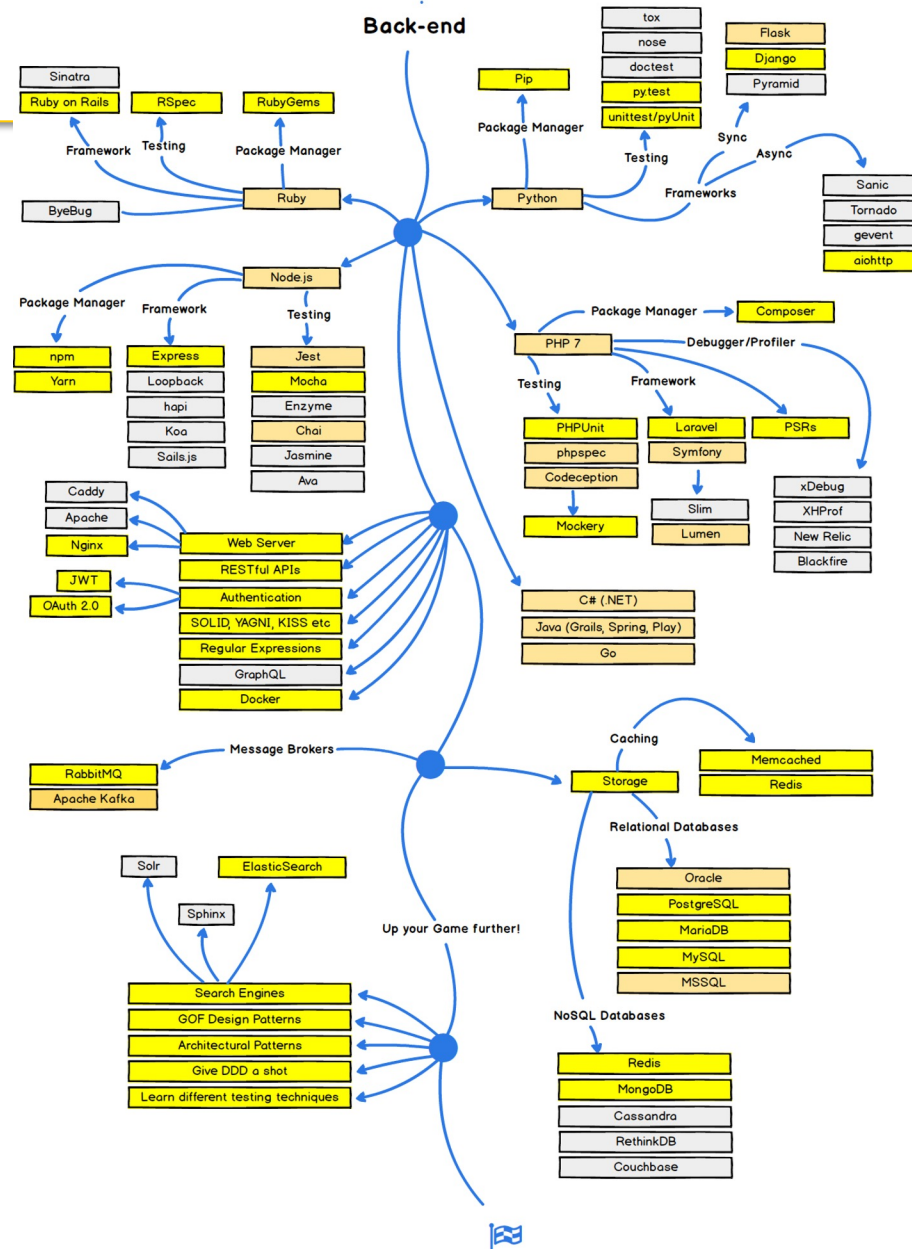 Back-end
Sinatra
Ruby on Rails
RSpec
RubyGems
Framework
Testing
Package Manager
ByeBug
Ruby
Pip
Package Manager
tox
nose
doctest
py.test
unittest/pyUnit
Testing
Flask
Django
Pyramid
Sync
Async
Frameworks
Python
Sanic
Tornado
gevent
aiohttp
Node.js
Package Manager
Framework
Testing
npm
Yarn
Express
Loopback
hapi
Koa
Sails.js
Jest
Mocha
Enzyme
Chai
Jasmine
Ava
PHP 7
Package Manager
Composer
Debugger/Profiler
Testing
Framework
PHPUnit
phpspec
Codeception
Mockery
Laravel
Symfony
Slim
Lumen
PSRs
xDebug
XHProf
New Relic
Blackfire
Caddy
Apache
Nginx
JWT
OAuth 2.0
Web Server
RESTful APIs
Authentication
SOLID, YAGNI, KISS etc
Regular Expressions
GraphQL
Docker
C# (.NET)
Java (Grails, Spring, Play)
Go
Message Brokers
RabbitMQ
Apache Kafka
Storage
Caching
Memcached
Redis
Relational Databases
Oracle
PostgreSQL
MariaDB
MySQL
MSSQL
NoSQL Databases
Redis
MongoDB
Cassandra
RethinkDB
Couchbase
Up your Game further!
Solr
Sphinx
ElasticSearch
Search Engines
GOF Design Patterns
Architectural Patterns
Give DDD a shot
Learn different testing techniques